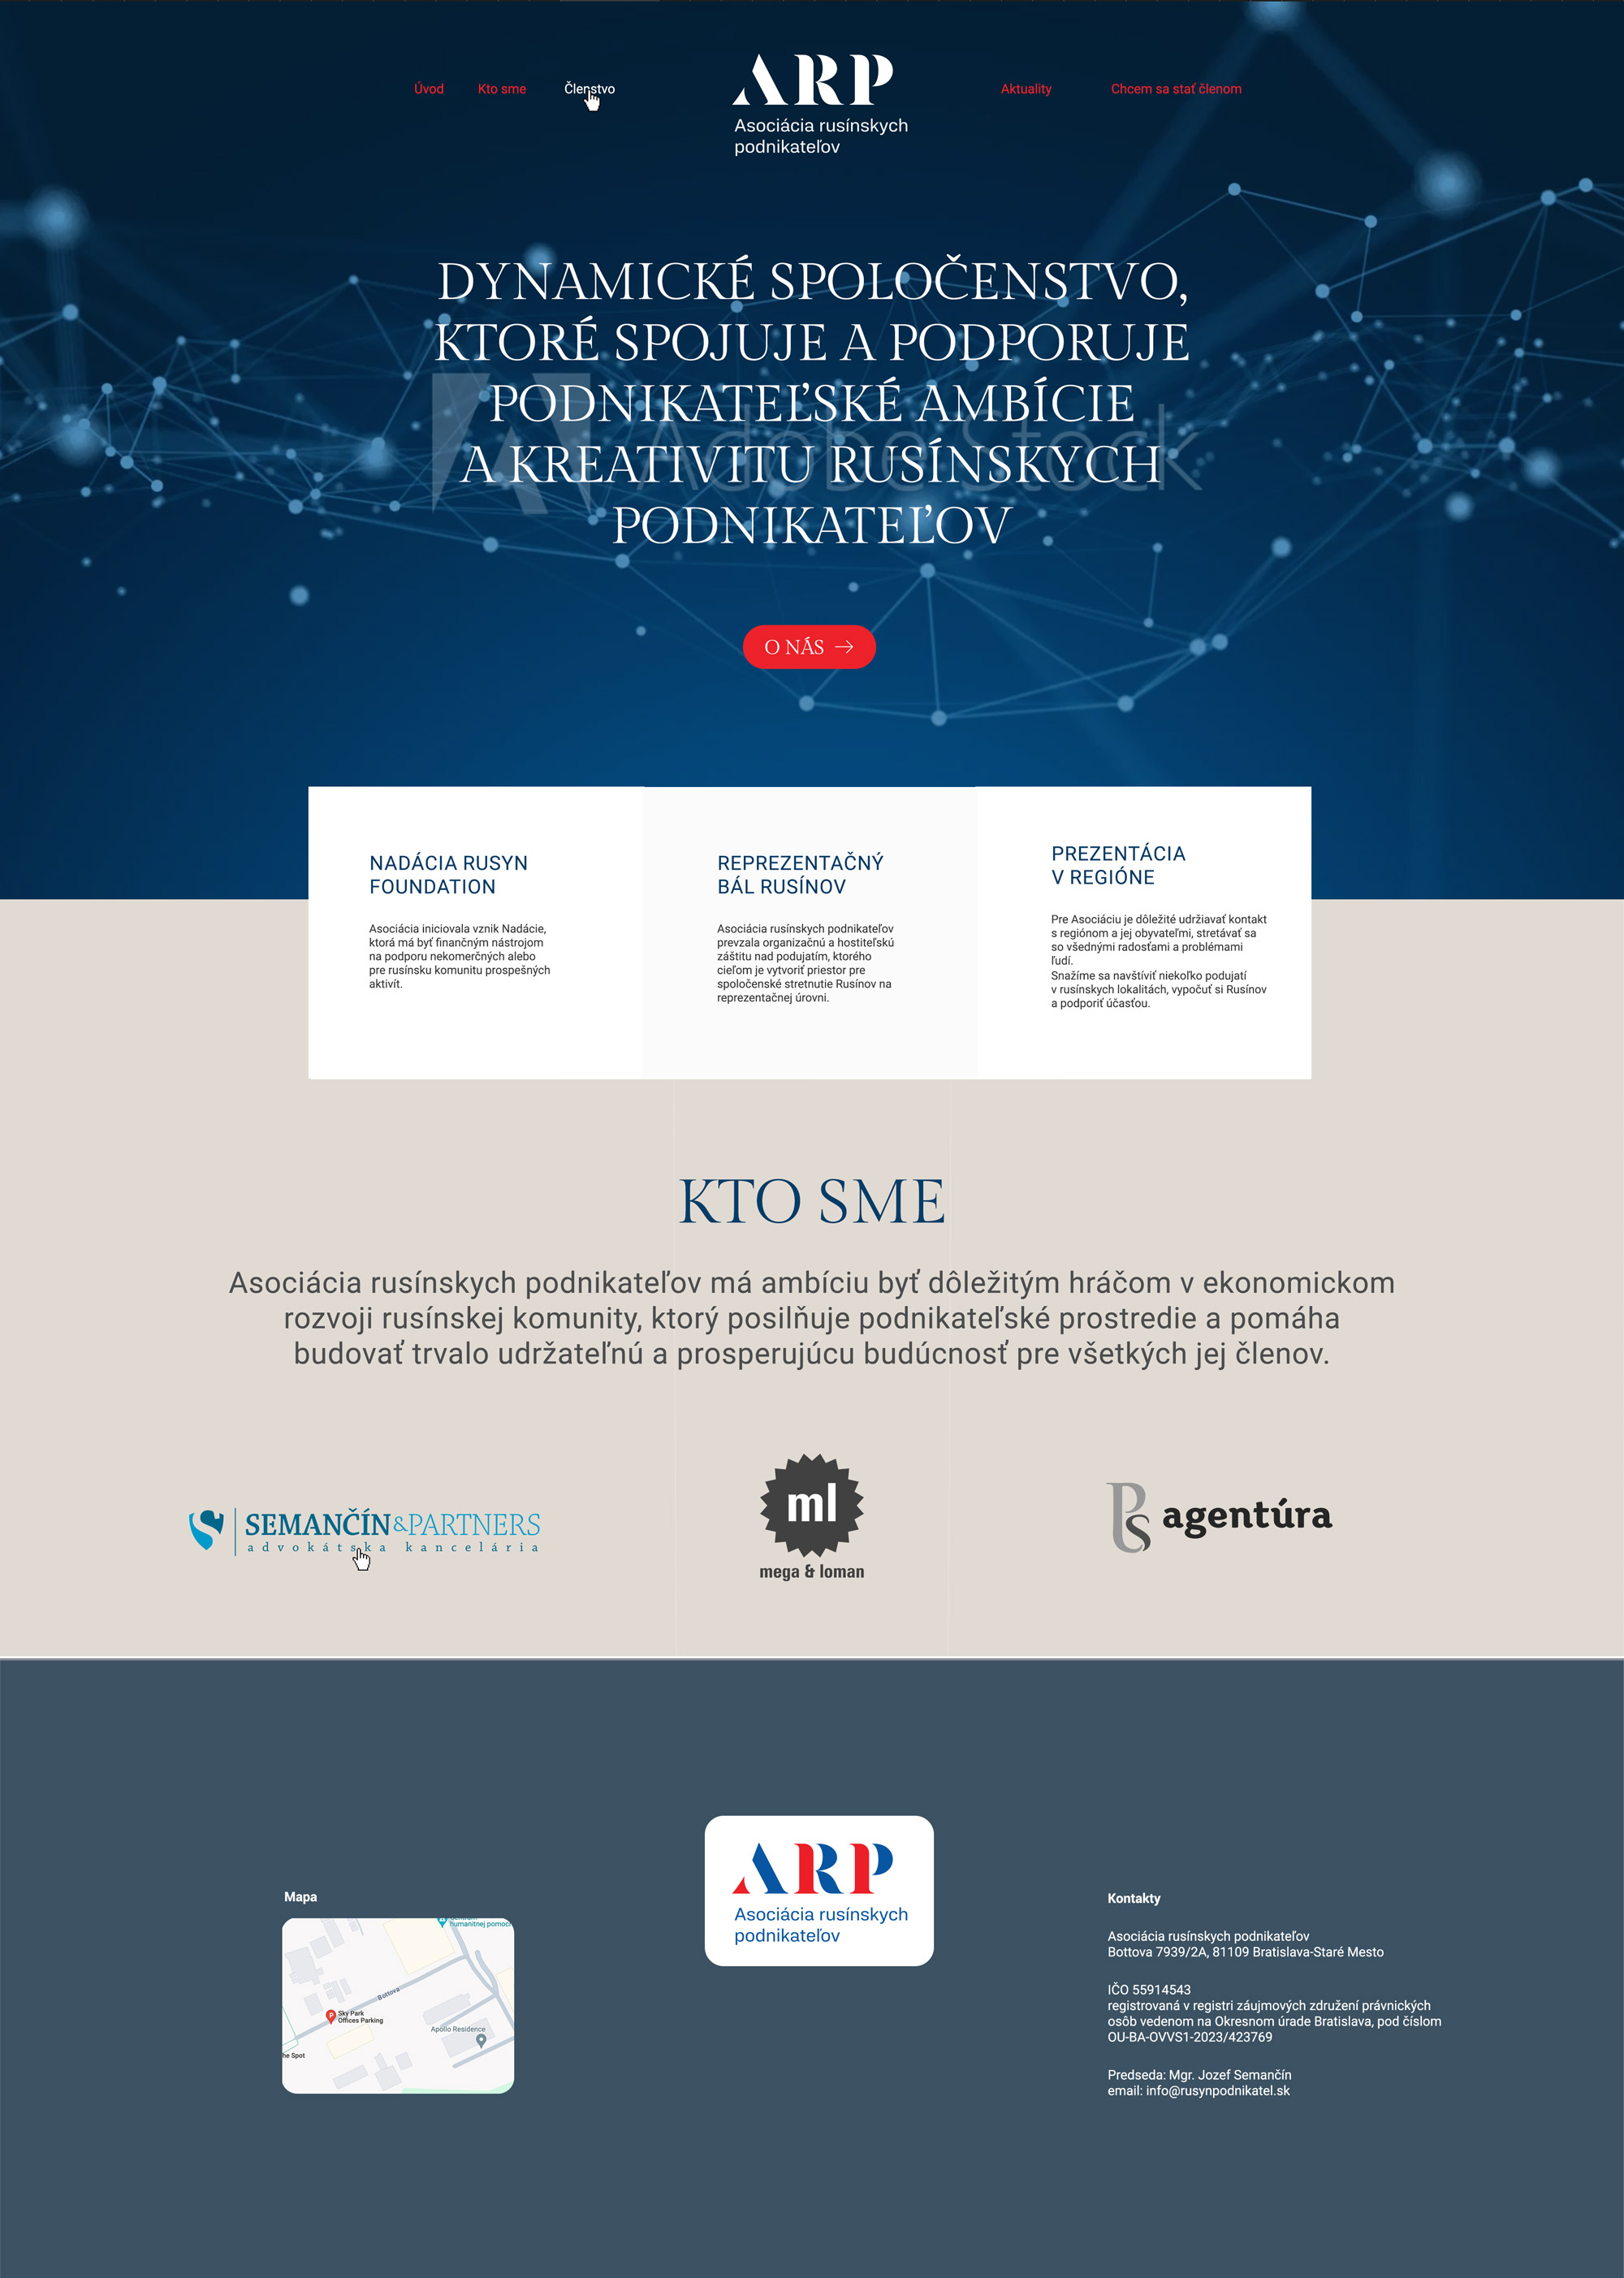 Úvod
Kto sme
Členstvo
ARP
Asociácia rusínskych
podnikateľov
Aktuality
Chcem sa stať členom
DYNAMICKÉ SPOLOČENSTVO,
KTORÉ SPOJUJE A PODPORUJE
PODNIKATEĽSKÉ AMBÍCIE
A KREATIVITU RUSÍNSKYCH
PODNIKATEĽOV
Adobe Stock
O NÁS →
NADÁCIA RUSYN
FOUNDATION
Asociácia iniciovala vznik Nadácie,
ktorá má byť finančným nástrojom
na podporu nekomerčných alebo
pre rusínsku komunitu prospešných
aktivít.
REPREZENTAČNÝ
BÁL RUSÍNOV
Asociácia rusínskych podnikateľov
prevzala organizačnú a hostiteľskú
záštitu nad podujatím, ktorého
cieľom je vytvoriť priestor pre
spoločenské stretnutie Rusínov na
reprezentačnej úrovni.
PREZENTÁCIA
V REGIÓNE
Pre Asociáciu je dôležité udržiavať kontakt
s regiónom a jej obyvateľmi, stretávať sa
so všednými radosťami a problémami
ľudí.
Snažíme sa navštíviť niekoľko podujatí
v rusínskych lokalitách, vypočuť si Rusínov
a podporiť účasťou.
KTO SME
Asociácia rusínskych podnikateľov má ambíciu byť dôležitým hráčom v ekonomickom
rozvoji rusínskej komunity, ktorý posilňuje podnikateľské prostredie a pomáha
budovať trvalo udržateľnú a prosperujúcu budúcnosť pre všetkých jej členov.
SEMANČÍN&PARTNERS
advokátska kancelária
ml
mega & loman
PS agentúra
Mapa
humanitnej pomoci
Bottova
Sky Park
Offices Parking
Apollo Residence
he Spot
ARP
Asociácia rusínskych
podnikateľov
Kontakty
Asociácia rusínskych podnikateľov
Bottova 7939/2A, 81109 Bratislava-Staré Mesto
IČO 55914543
registrovaná v registri záujmových združení právnických
osôb vedenom na Okresnom úrade Bratislava, pod číslom
OU-BA-OVVS1-2023/423769
Predseda: Mgr. Jozef Semančín
email: info@rusynpodnikatel.sk